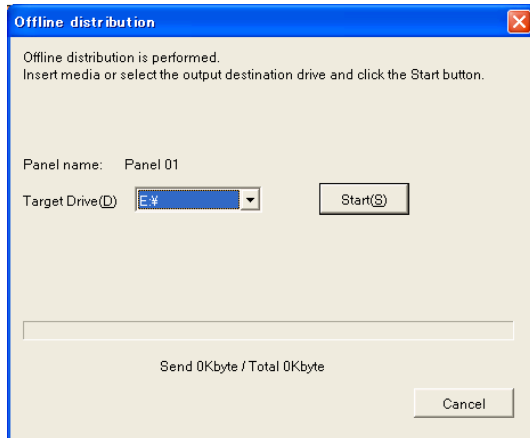 Offline distribution
Offline distribution is performed.
Insert media or select the output destination drive and click the Start button.
Panel name: Panel 01
Target Drive(D) E:¥ Start(S)
Send 0Kbyte / Total 0Kbyte
Cancel